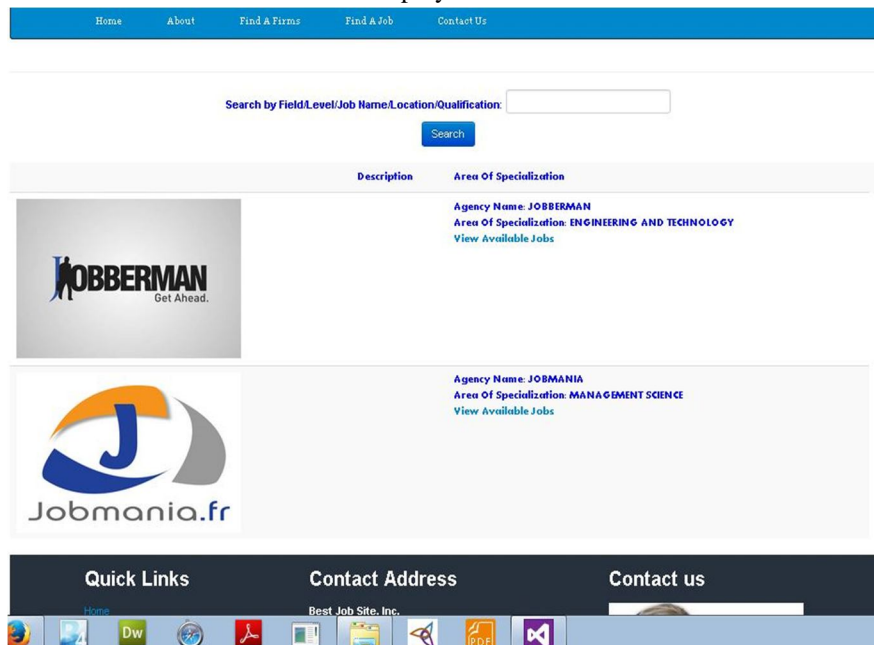 Home About Find A Firms Find A Job Contact Us
Search by Field/Level/Job Name/Location/Qualification:
Search
Description Area Of Specialization
Agency Name: JOBBERMAN
Area Of Specialization: ENGINEERING AND TECHNOLOGY
View Available Jobs
JOBBERMAN
Get Ahead.
Agency Name: JOBMANIA
Area Of Specialization: MANAGEMENT SCIENCE
View Available Jobs
J
Jobmania.fr
Quick Links Contact Address Contact us
Home Best Job Site. Inc.
Dw
PDF